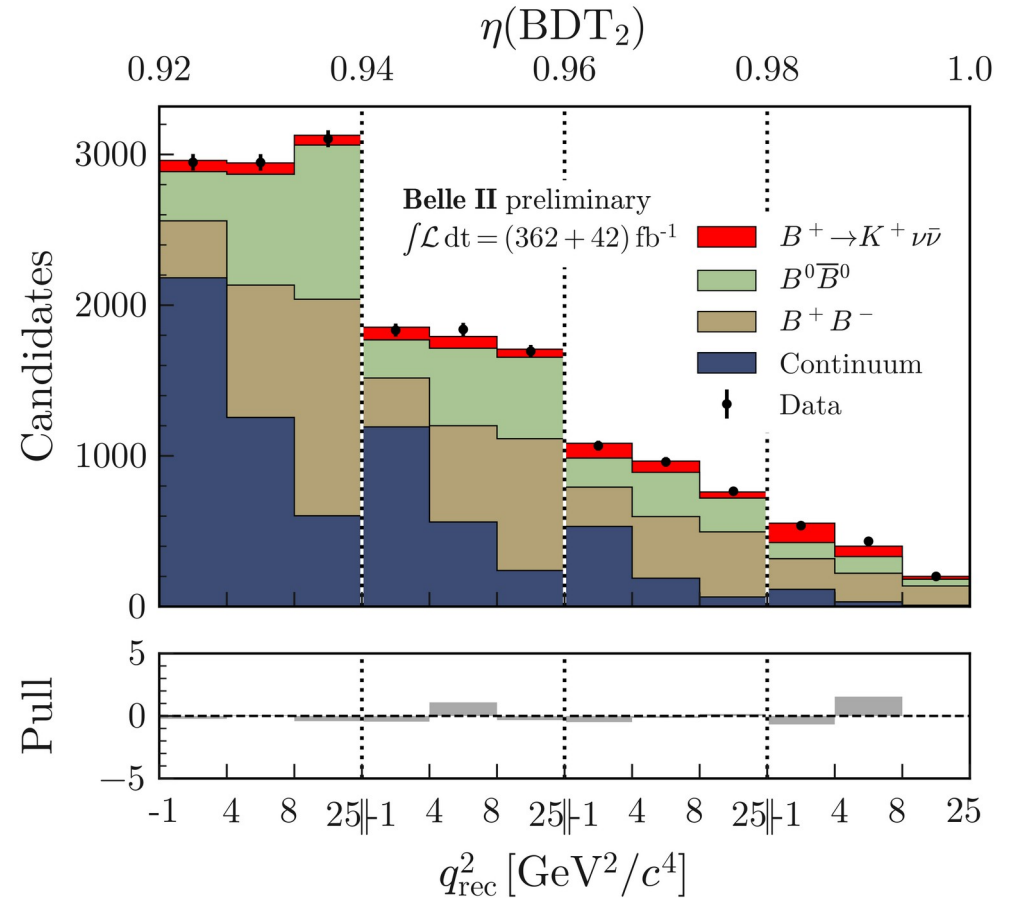 η(BDT₂)
0.92 0.94 0.96 0.98 1.0
Candidates
3000
2000
1000
0
Belle II preliminary
∫ℒ dt = (362 + 42) fb⁻¹
B⁺→K⁺νν̄
B⁰B̅⁰
B⁺B⁻
Continuum
Data
Pull
5
0
−5
-1 4 8 25∦-1 4 8 25∦-1 4 8 25∦-1 4 8 25
q²rec [GeV²/c⁴]